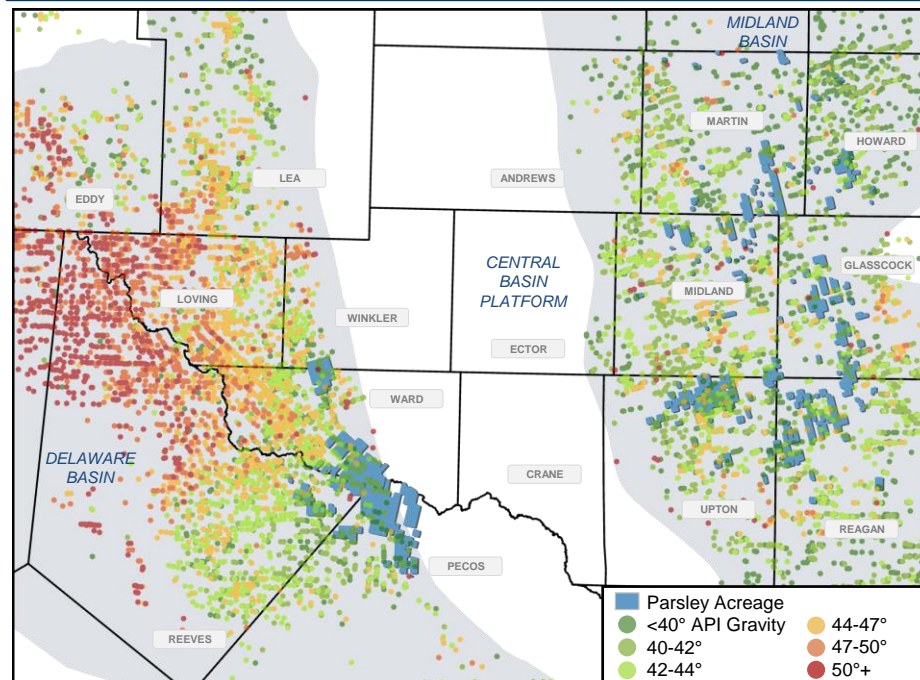 MIDLAND
BASIN
MARTIN
HOWARD
LEA
ANDREWS
EDDY
CENTRAL
BASIN
PLATFORM
GLASSCOCK
LOVING
MIDLAND
WINKLER
ECTOR
WARD
DELAWARE
BASIN
CRANE
UPTON
REAGAN
PECOS
REEVES
Parsley Acreage
<40° API Gravity
40-42°
42-44°
44-47°
47-50°
50°+